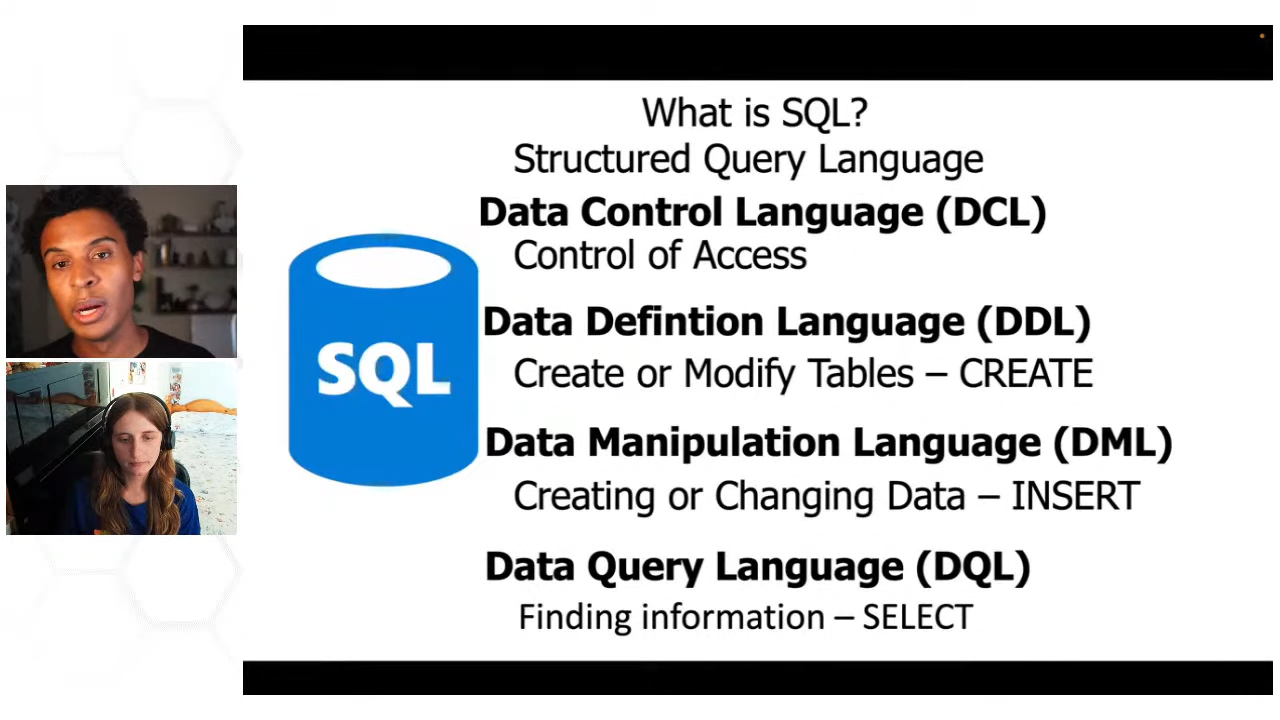 What is SQL?
Structured Query Language
Data Control Language (DCL)
Control of Access
SQL
Data Defintion Language (DDL)
Create or Modify Tables – CREATE
Data Manipulation Language (DML)
Creating or Changing Data – INSERT
Data Query Language (DQL)
Finding information – SELECT